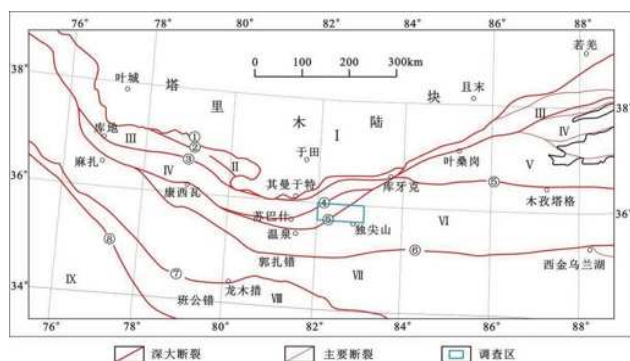 76° 78° 80° 82° 84° 86° 88°
若羌
38°
叶城
塔
0 100 200 300km
且末
38°
里
块
Ⅲ
木
陆
Ⅳ
库地
①
②
Ⅰ
Ⅲ
③
Ⅱ
于田
叶桑岗
Ⅴ
麻扎
Ⅳ
其曼于特
库牙克
⑤
36°
康西瓦
④
木孜塔格
苏巴什
⑤
独尖山
Ⅵ
36°
温泉
⑧
郭扎错
⑥
⑦
Ⅶ
西金乌兰湖
Ⅸ
龙木措
34°
班公错
Ⅷ
34°
76° 78° 80° 82° 84° 86° 88°
深大断裂 主要断裂 调查区